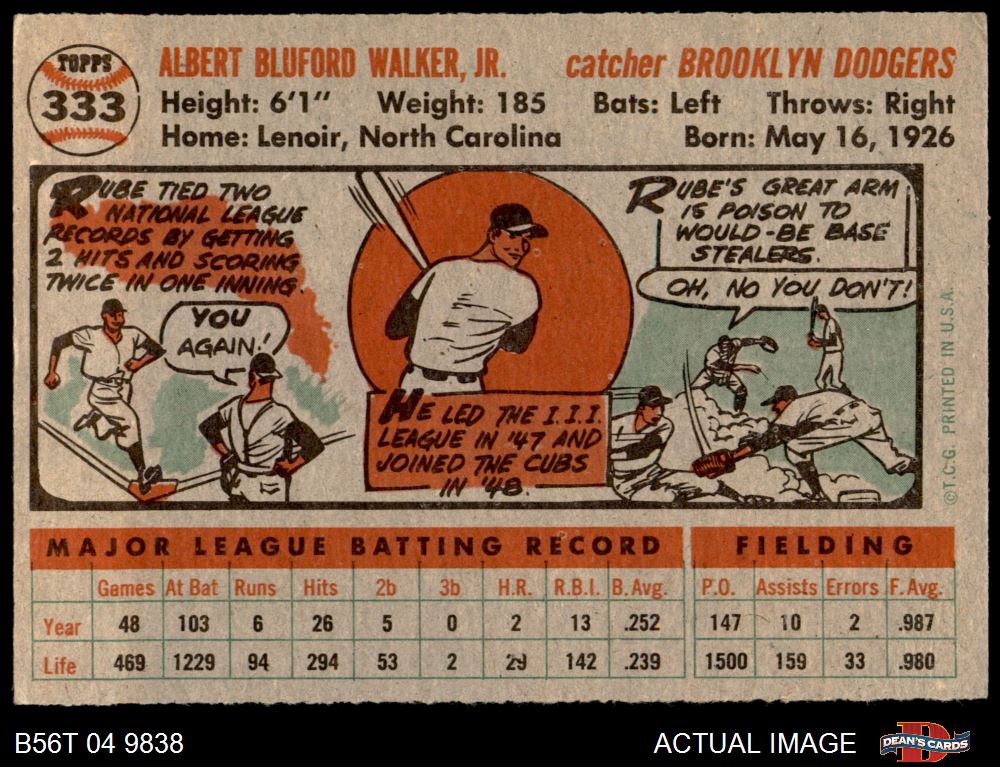 TOPPS
333
ALBERT BLUFORD WALKER, JR. catcher BROOKLYN DODGERS
Height: 6'1" Weight: 185 Bats: Left Throws: Right
Home: Lenoir, North Carolina Born: May 16, 1926
RUBE TIED TWO
NATIONAL LEAGUE
RECORDS BY GETTING
2 HITS AND SCORING
TWICE IN ONE INNING.
YOU
AGAIN!
HE LED THE I.I.I.
LEAGUE IN '47 AND
JOINED THE CUBS
IN '48.
RUBE'S GREAT ARM
IS POISON TO
WOULD-BE BASE
STEALERS.
OH, NO YOU DON'T!
©T.C.G. PRINTED IN U.S.A.
MAJOR LEAGUE BATTING RECORD FIELDING
Games At Bat Runs Hits 2b 3b H.R. R.B.I. B. Avg. P.O. Assists Errors F. Avg.
Year 48 103 6 26 5 0 2 13 .252 147 10 2 .987
Life 469 1229 94 294 53 2 29 142 .239 1500 159 33 .980
B56T 04 9838 ACTUAL IMAGE
D
DEAN'S CARDS